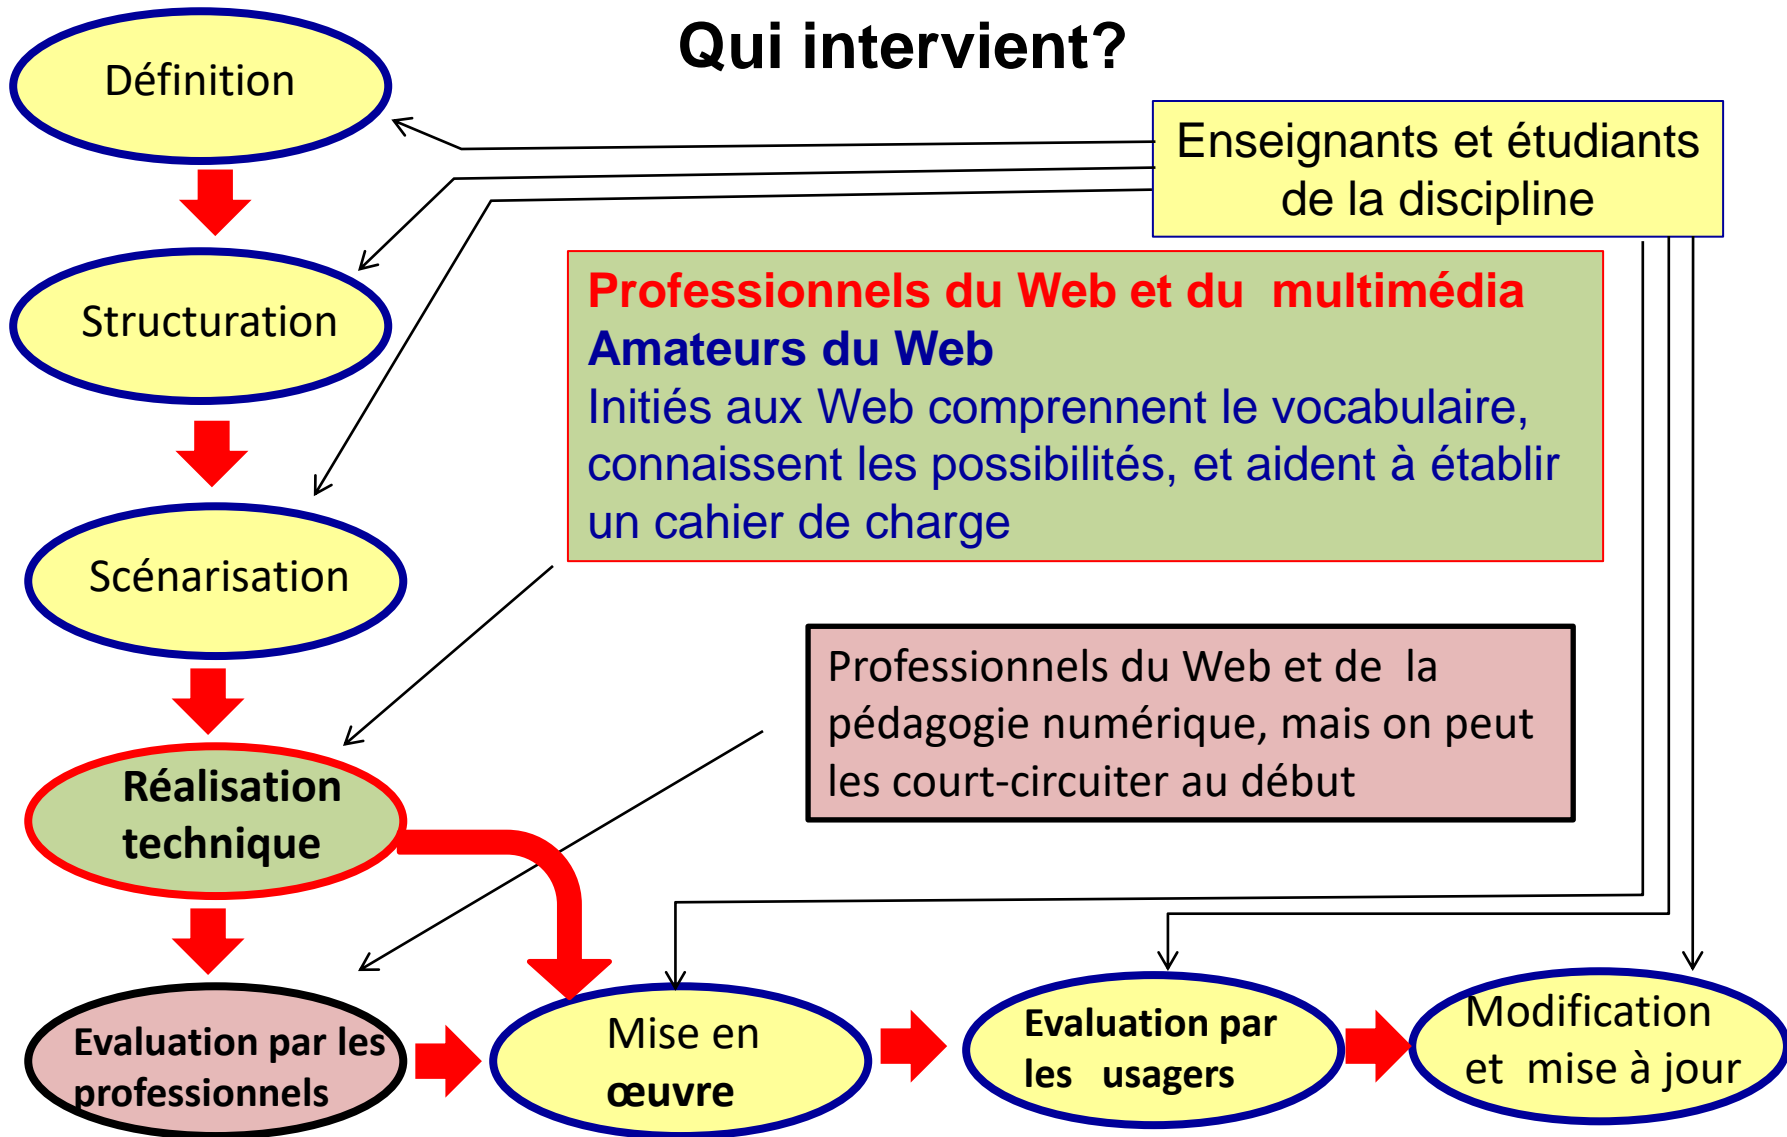 Qui intervient?
Définition
Enseignants et étudiants
de la discipline
Structuration
Professionnels du Web et du multimédia
Amateurs du Web
Initiés aux Web comprennent le vocabulaire,
connaissent les possibilités, et aident à établir
un cahier de charge
Scénarisation
Professionnels du Web et de la
pédagogie numérique, mais on peut
les court-circuiter au début
Réalisation
technique
Evaluation par les
professionnels
Mise en
œuvre
Evaluation par
les usagers
Modification
et mise à jour